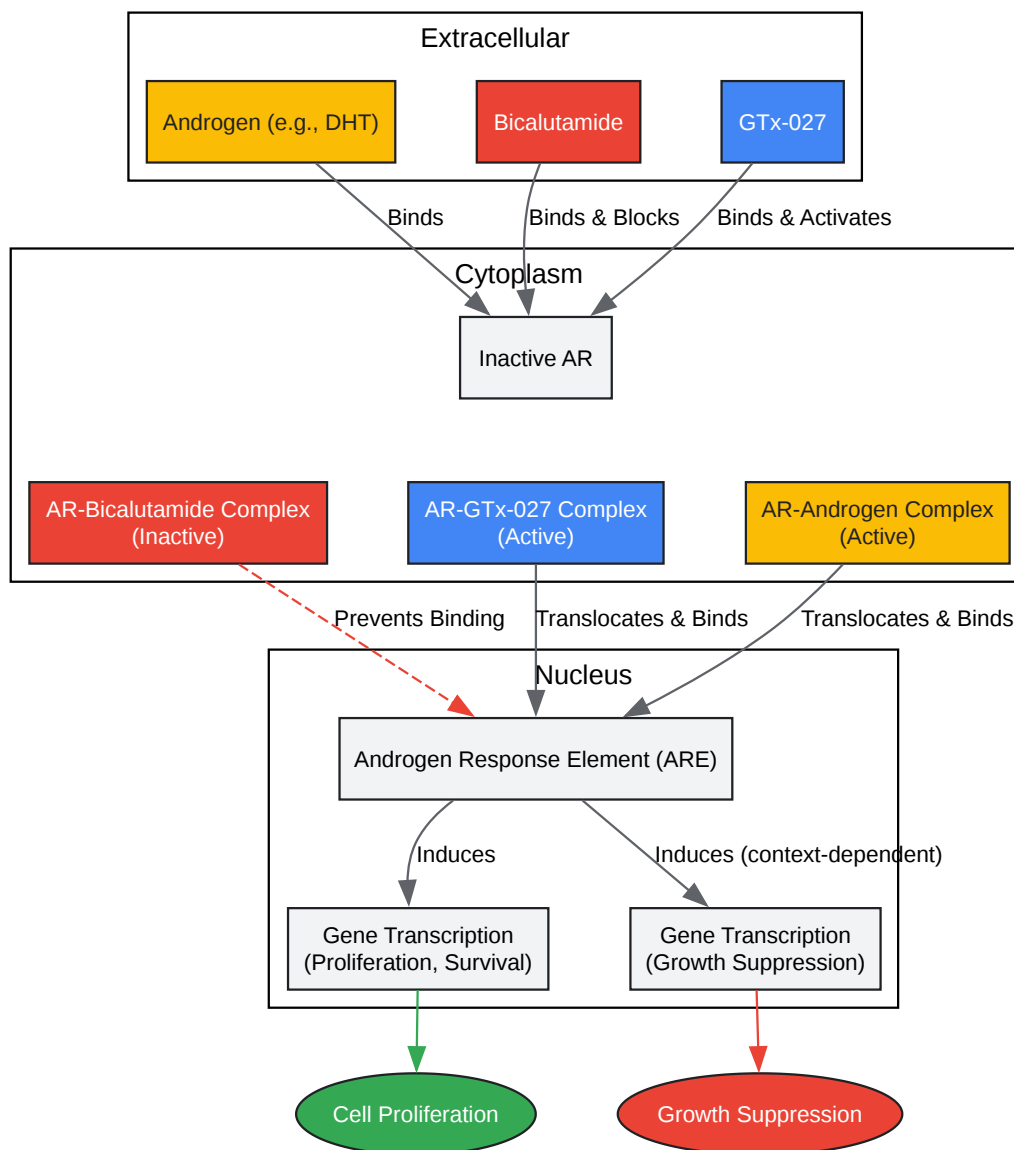 Extracellular
Androgen (e.g., DHT)
Bicalutamide
GTx-027
Binds
Binds & Blocks
Binds & Activates
Cytoplasm
Inactive AR
AR-Bicalutamide Complex
(Inactive)
AR-GTx-027 Complex
(Active)
AR-Androgen Complex
(Active)
Prevents Binding
Translocates & Binds
Translocates & Binds
Nucleus
Androgen Response Element (ARE)
Induces
Induces (context-dependent)
Gene Transcription
(Proliferation, Survival)
Gene Transcription
(Growth Suppression)
Cell Proliferation
Growth Suppression